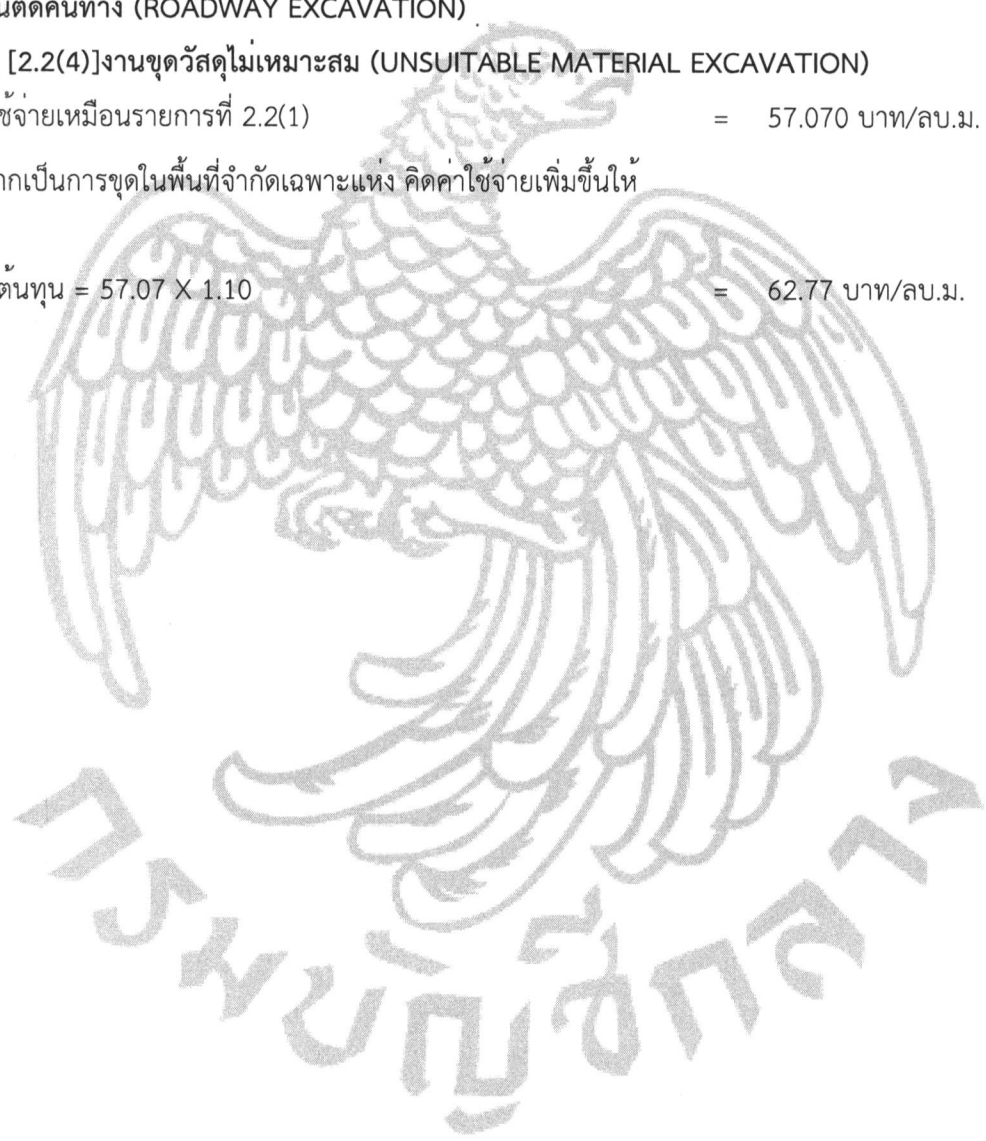 นตัดคันทาง (ROADWAY EXCAVATION)
[2.2(4)]งานขุดวัสดุไม่เหมาะสม (UNSUITABLE MATERIAL EXCAVATION)
ช้จ่ายเหมือนรายการที่ 2.2(1) = 57.070 บาท/ลบ.ม.
ากเป็นการขุดในพื้นที่จำกัดเฉพาะแห่ง คิดค่าใช้จ่ายเพิ่มขึ้นให้
ต้นทุน = 57.07 X 1.10 = 62.77 บาท/ลบ.ม.
กรมบัญชีกลาง